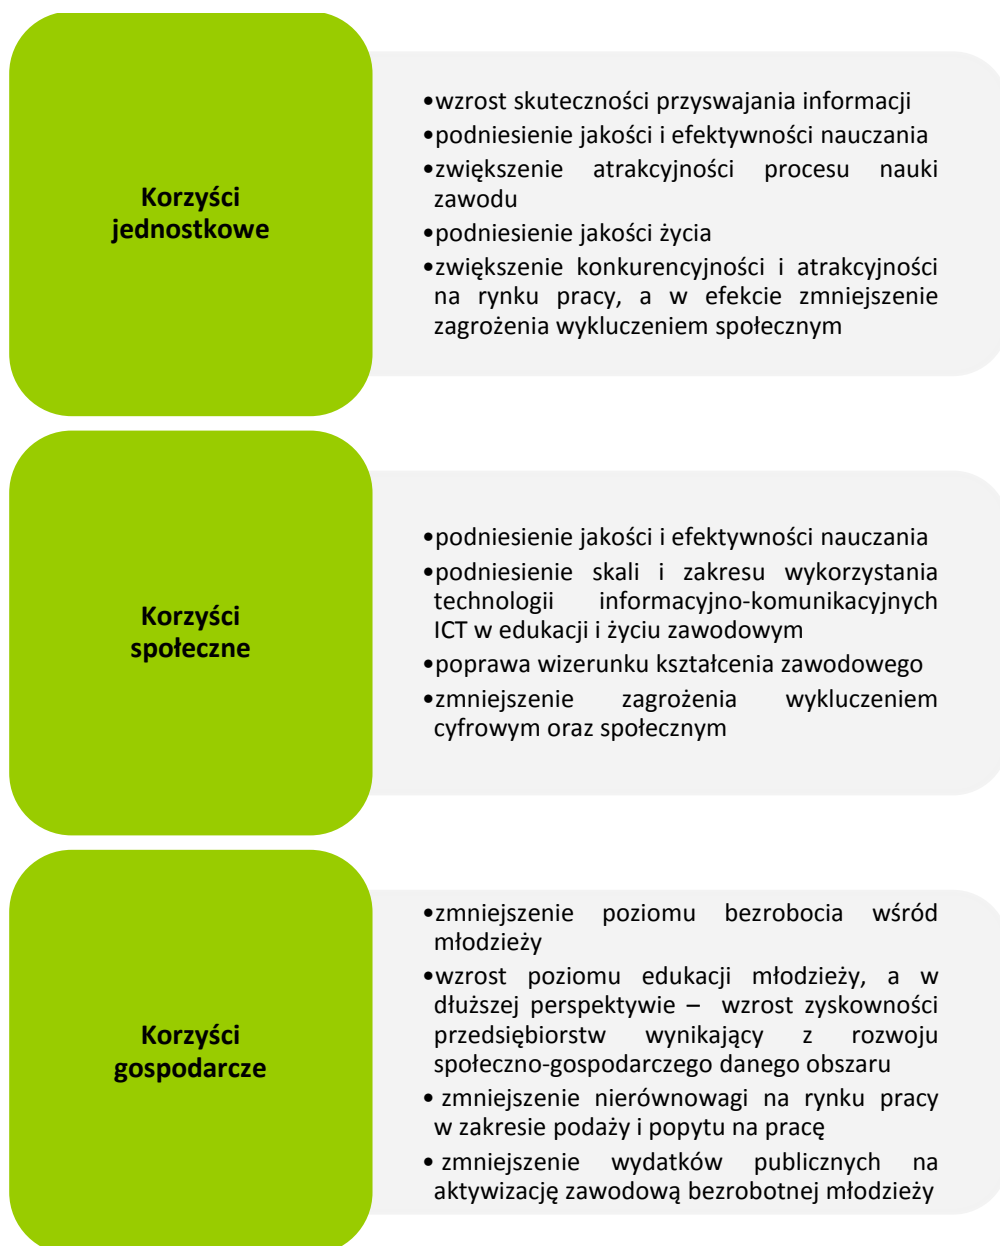 Korzyści
jednostkowe
•wzrost skuteczności przyswajania informacji
•podniesienie jakości i efektywności nauczania
•zwiększenie atrakcyjności procesu nauki
zawodu
•podniesienie jakości życia
•zwiększenie konkurencyjności i atrakcyjności
na rynku pracy, a w efekcie zmniejszenie
zagrożenia wykluczeniem społecznym
Korzyści
społeczne
•podniesienie jakości i efektywności nauczania
•podniesienie skali i zakresu wykorzystania
technologii informacyjno-komunikacyjnych
ICT w edukacji i życiu zawodowym
•poprawa wizerunku kształcenia zawodowego
•zmniejszenie zagrożenia wykluczeniem
cyfrowym oraz społecznym
Korzyści
gospodarcze
•zmniejszenie poziomu bezrobocia wśród
młodzieży
•wzrost poziomu edukacji młodzieży, a w
dłuższej perspektywie – wzrost zyskowności
przedsiębiorstw wynikający z rozwoju
społeczno-gospodarczego danego obszaru
• zmniejszenie nierównowagi na rynku pracy
w zakresie podaży i popytu na pracę
• zmniejszenie wydatków publicznych na
aktywizację zawodową bezrobotnej młodzieży